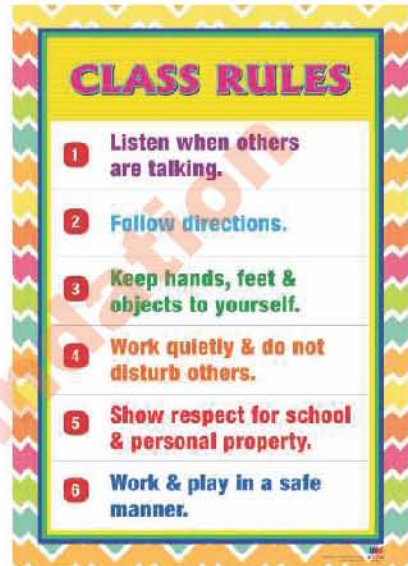 CLASS RULES
1 Listen when others
are talking.
2 Follow directions.
3 Keep hands, feet &
objects to yourself.
4 Work quietly & do not
disturb others.
5 Show respect for school
& personal property.
6 Work & play in a safe
manner.
ndation